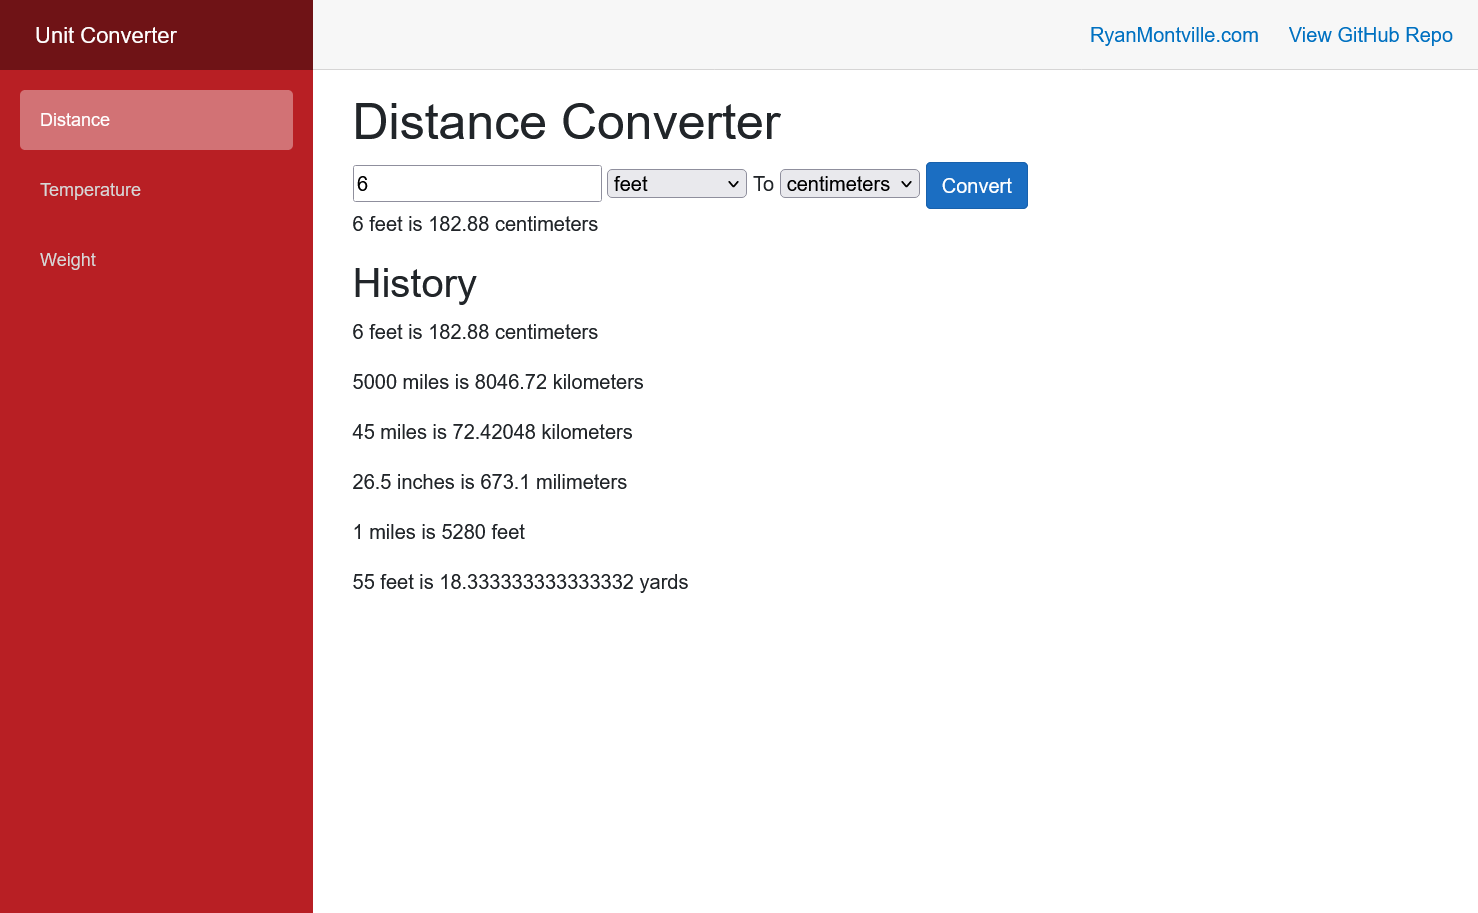 Unit Converter
RyanMontville.com View GitHub Repo
Distance
Temperature
Weight
Distance Converter
6 feet To centimeters Convert
6 feet is 182.88 centimeters
History
6 feet is 182.88 centimeters
5000 miles is 8046.72 kilometers
45 miles is 72.42048 kilometers
26.5 inches is 673.1 milimeters
1 miles is 5280 feet
55 feet is 18.333333333333332 yards